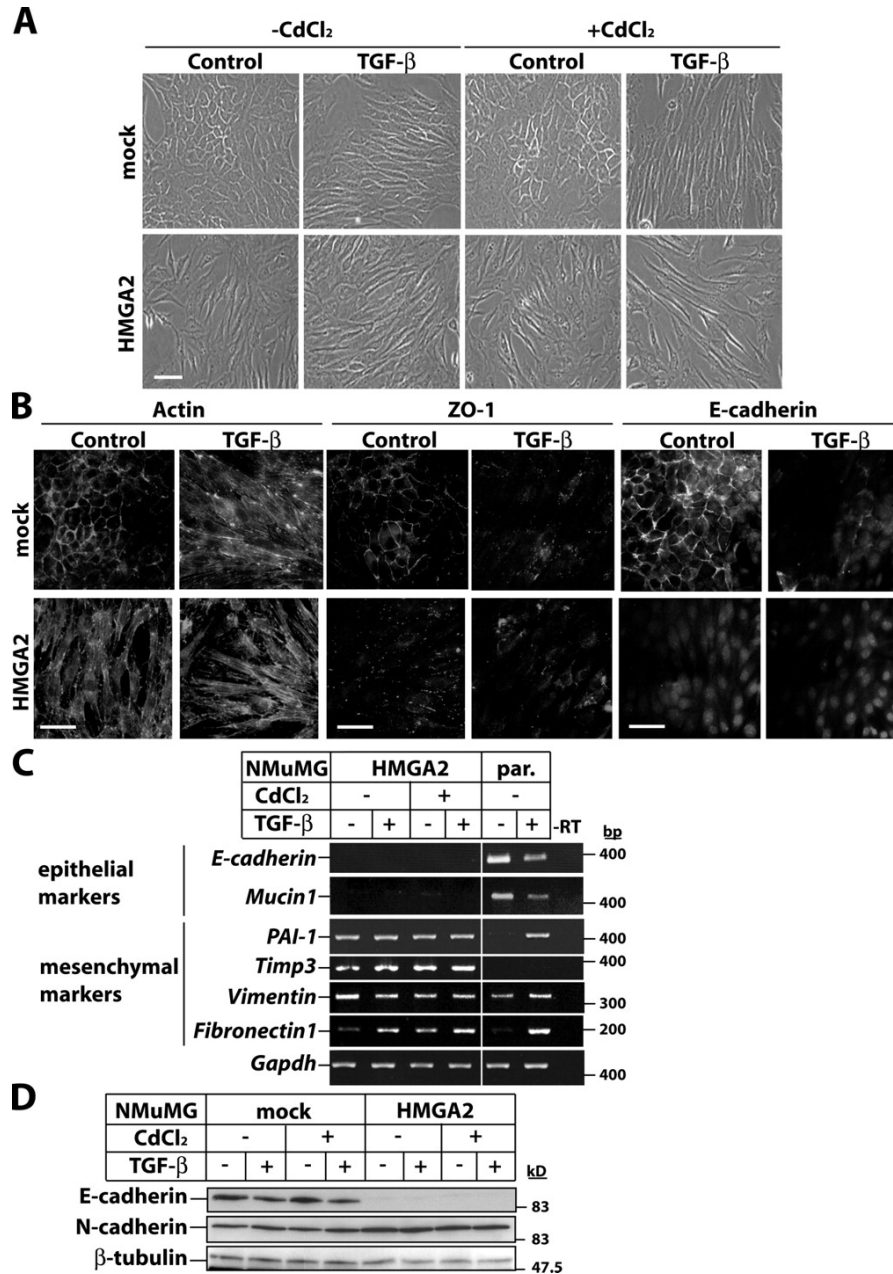 A
-CdCl₂ +CdCl₂
Control TGF-β Control TGF-β
mock
HMGA2
B
Actin ZO-1 E-cadherin
Control TGF-β Control TGF-β Control TGF-β
mock
HMGA2
C
NMuMG HMGA2 par.
CdCl₂ - + -
TGF-β - + - + - + -RT bp
epithelial markers
E-cadherin 400
Mucin1 400
mesenchymal markers
PAI-1 400
Timp3 400
Vimentin 300
Fibronectin1 200
Gapdh 400
D
NMuMG mock HMGA2
CdCl₂ - + - +
TGF-β - + - + - + - + kD
E-cadherin 83
N-cadherin 83
β-tubulin 47.5